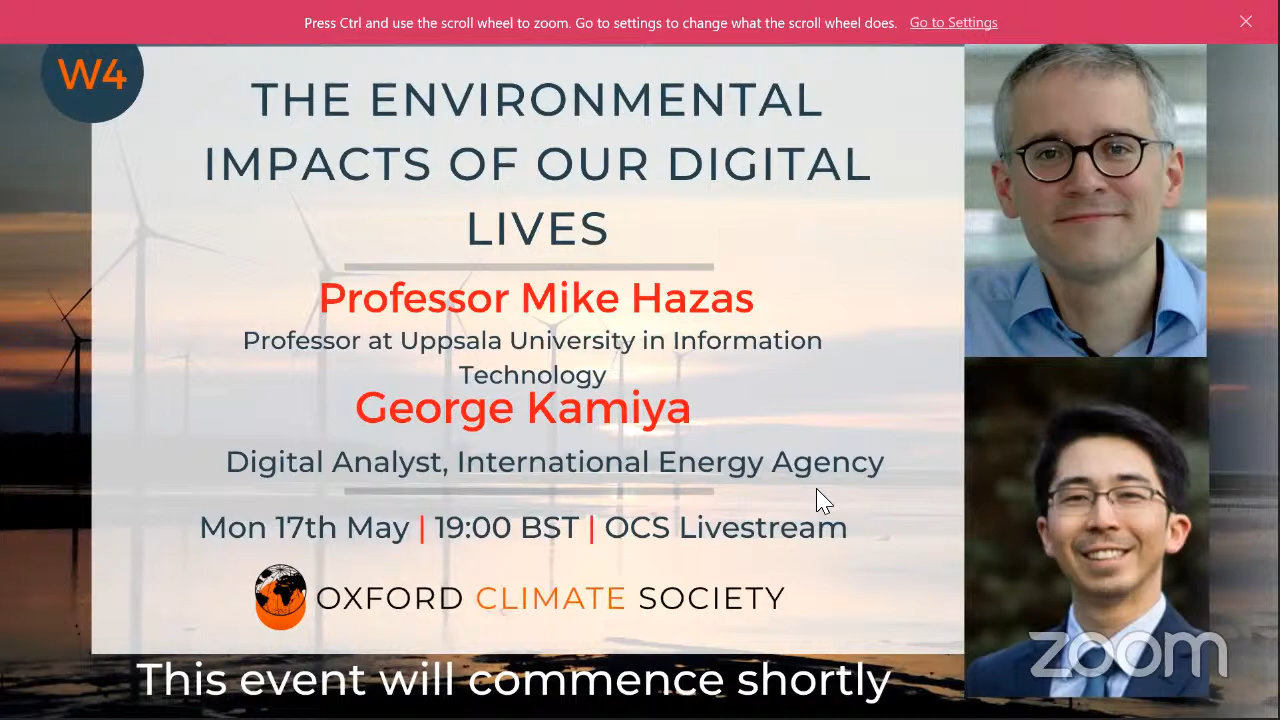 Press Ctrl and use the scroll wheel to zoom. Go to settings to change what the scroll wheel does. Go to Settings
W4
THE ENVIRONMENTAL
IMPACTS OF OUR DIGITAL
LIVES
Professor Mike Hazas
Professor at Uppsala University in Information
Technology
George Kamiya
Digital Analyst, International Energy Agency
Mon 17th May | 19:00 BST | OCS Livestream
OXFORD CLIMATE SOCIETY
This event will commence shortly
zoom